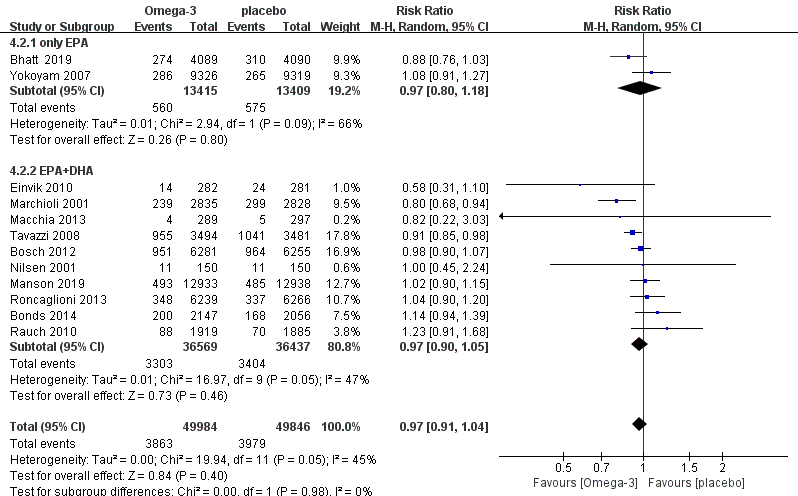 Omega-3 placebo Risk Ratio Risk Ratio
Study or Subgroup Events Total Events Total Weight M-H, Random, 95% CI M-H, Random, 95% CI
4.2.1 only EPA
Bhatt 2019 274 4089 310 4090 9.9% 0.88 [0.76, 1.03]
Yokoyam 2007 286 9326 265 9319 9.3% 1.08 [0.91, 1.27]
Subtotal (95% CI) 13415 13409 19.2% 0.97 [0.80, 1.18]
Total events 560 575
Heterogeneity: Tau² = 0.01; Chi² = 2.94, df = 1 (P = 0.09); I² = 66%
Test for overall effect: Z = 0.26 (P = 0.80)
4.2.2 EPA+DHA
Einvik 2010 14 282 24 281 1.0% 0.58 [0.31, 1.10]
Marchioli 2001 239 2835 299 2828 9.5% 0.80 [0.68, 0.94]
Macchia 2013 4 289 5 297 0.2% 0.82 [0.22, 3.03]
Tavazzi 2008 955 3494 1041 3481 17.8% 0.91 [0.85, 0.98]
Bosch 2012 951 6281 964 6255 16.9% 0.98 [0.90, 1.07]
Nilsen 2001 11 150 11 150 0.6% 1.00 [0.45, 2.24]
Manson 2019 493 12933 485 12938 12.9% 1.02 [0.90, 1.15]
Roncaglioni 2013 348 6239 337 6266 10.7% 1.04 [0.90, 1.20]
Bonds 2014 200 2147 168 2056 7.4% 1.14 [0.94, 1.39]
Rauch 2010 88 1919 70 1885 3.8% 1.23 [0.91, 1.68]
Subtotal (95% CI) 36569 36437 80.8% 0.97 [0.90, 1.05]
Total events 3303 3404
Heterogeneity: Tau² = 0.01; Chi² = 16.97, df = 9 (P = 0.05); I² = 47%
Test for overall effect: Z = 0.73 (P = 0.46)
Total (95% CI) 49984 49846 100.0% 0.97 [0.91, 1.04]
Total events 3863 3979
Heterogeneity: Tau² = 0.00; Chi² = 19.94, df = 11 (P = 0.05); I² = 45%
Test for overall effect: Z = 0.84 (P = 0.40)
Test for subgroup differences: Chi² = 0.00, df = 1 (P = 0.98), I² = 0%
0.5 0.7 1 1.5 2
Favours [Omega-3] Favours [placebo]